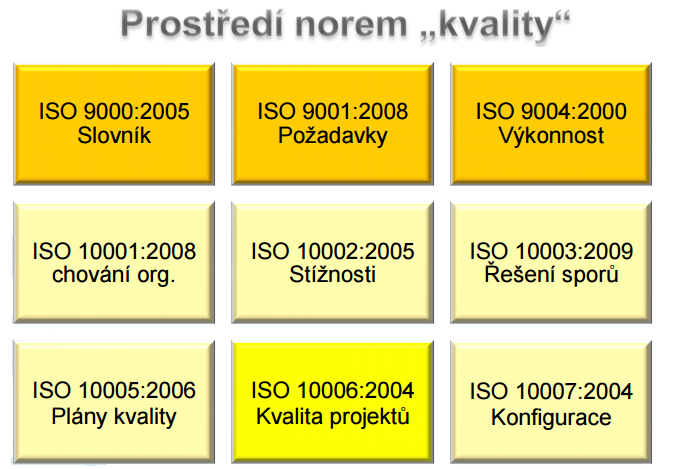 Prostředí norem „kvality“
ISO 9000:2005
Slovník
ISO 9001:2008
Požadavky
ISO 9004:2000
Výkonnost
ISO 10001:2008
chování org.
ISO 10002:2005
Stížnosti
ISO 10003:2009
Řešení sporů
ISO 10005:2006
Plány kvality
ISO 10006:2004
Kvalita projektů
ISO 10007:2004
Konfigurace